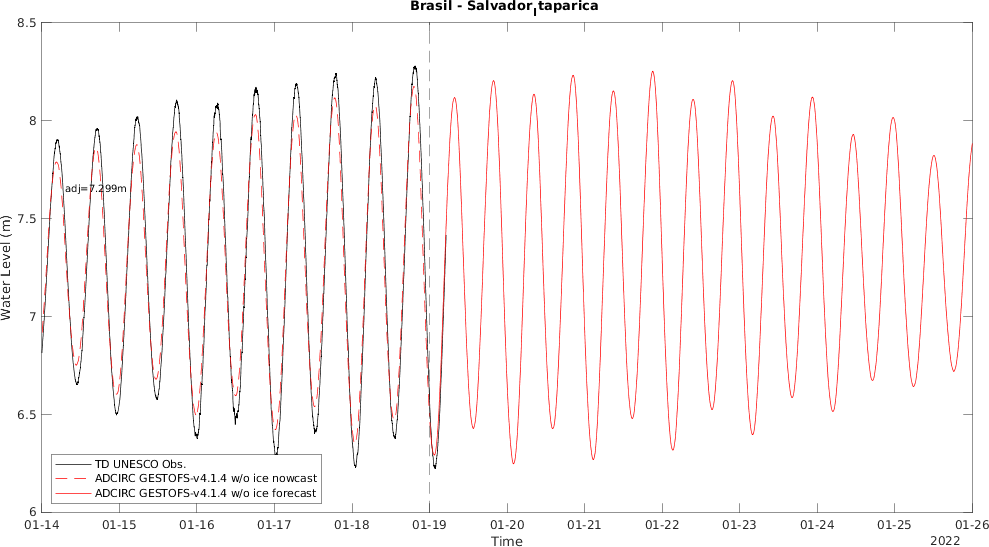 Brasil - Salvador Itaparica
8.5
8
7.5
7
6.5
6
Water Level (m)
adj=7.299m
TD UNESCO Obs.
ADCIRC GESTOFS-v4.1.4 w/o ice nowcast
ADCIRC GESTOFS-v4.1.4 w/o ice forecast
01-14 01-15 01-16 01-17 01-18 01-19 01-20 01-21 01-22 01-23 01-24 01-25 01-26
Time
2022